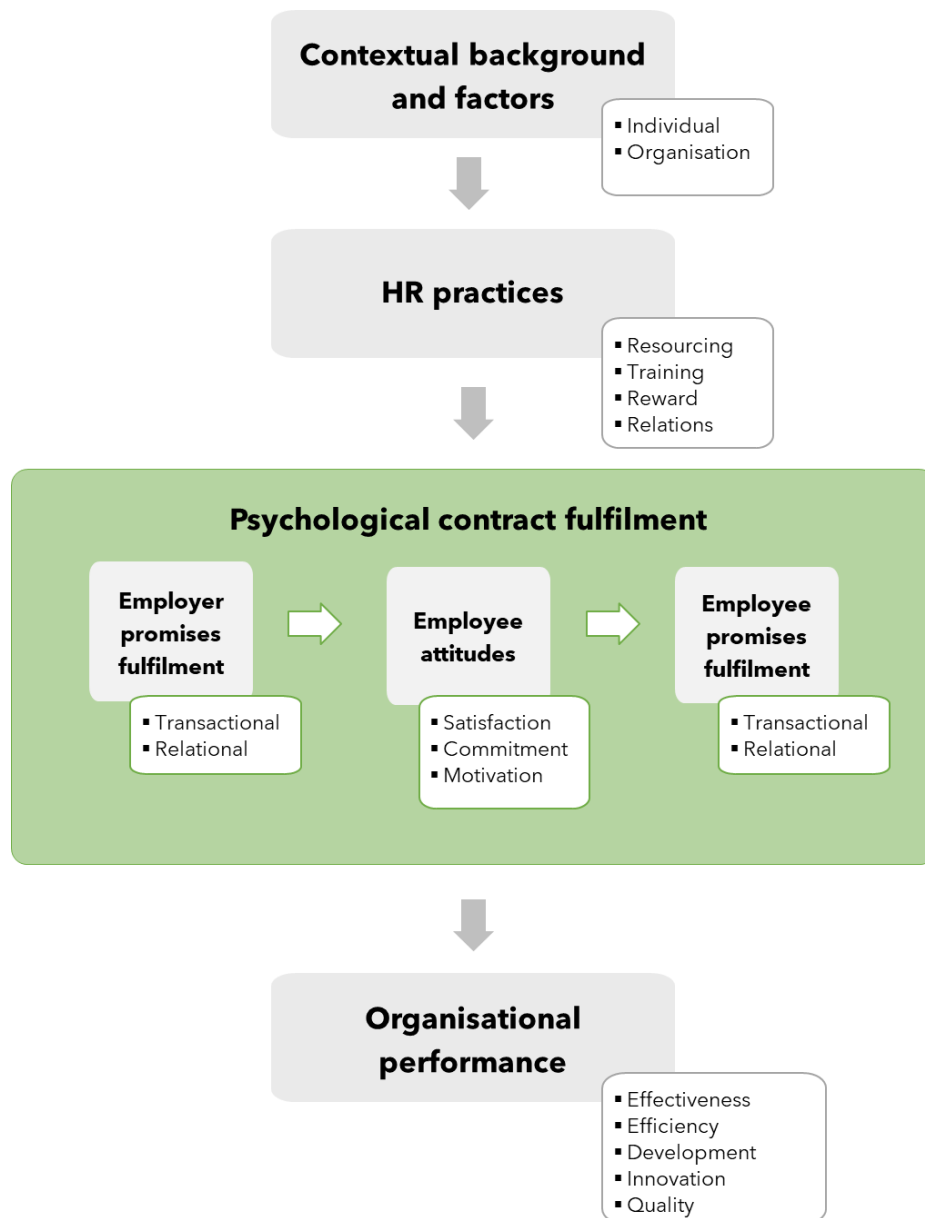 Contextual background
and factors
▪ Individual
▪ Organisation
HR practices
▪ Resourcing
▪ Training
▪ Reward
▪ Relations
Psychological contract fulfilment
Employer
promises
fulfilment
▪ Transactional
▪ Relational
Employee
attitudes
▪ Satisfaction
▪ Commitment
▪ Motivation
Employee
promises
fulfilment
▪ Transactional
▪ Relational
Organisational
performance
▪ Effectiveness
▪ Efficiency
▪ Development
▪ Innovation
▪ Quality